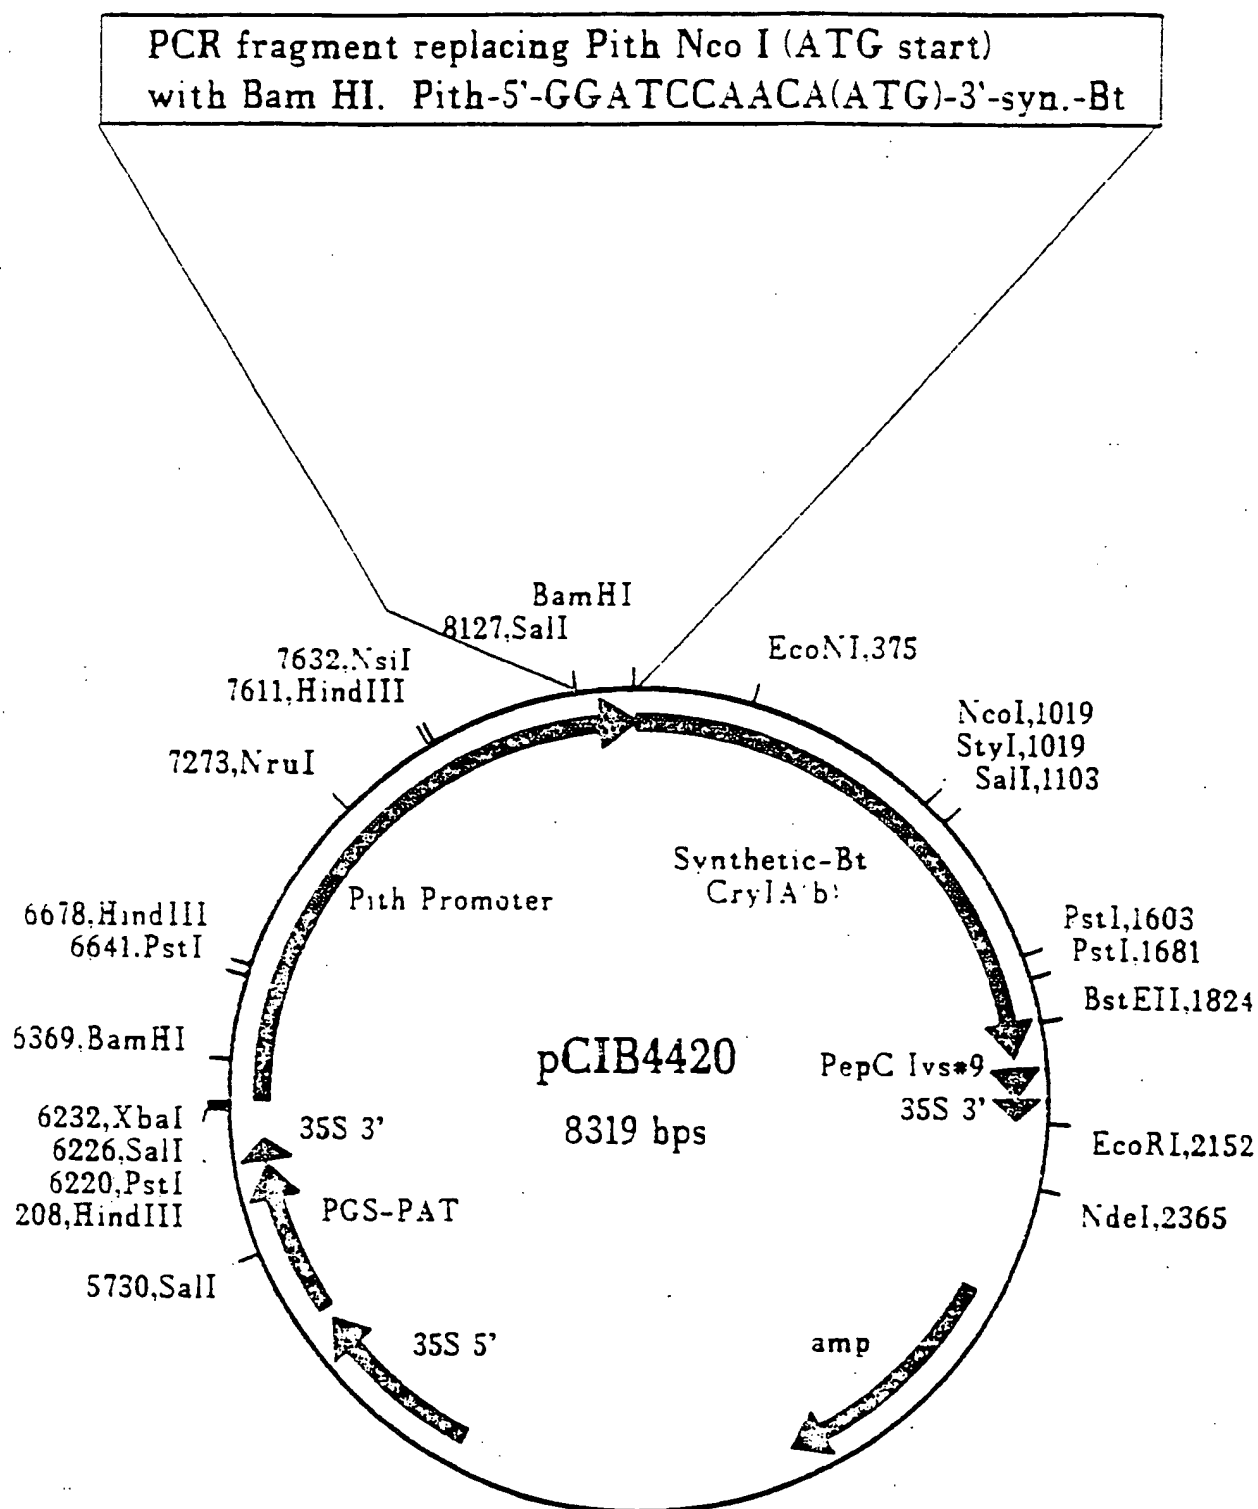 PCR fragment replacing Pith Nco I (ATG start)
with Bam HI. Pith-5'-GGATCCAACA(ATG)-3'-syn.-Bt
BamHI
8127,SalI
EcoNI,375
7632,NsiI
7611,HindIII
NcoI,1019
StyI,1019
SalI,1103
7273,NruI
Synthetic-Bt
CryIA b
Pith Promoter
6678,HindIII
6641.PstI
PstI,1603
PstI,1681
BstEII,1824
6369,BamHI
pCIB4420
8319 bps
PepC Ivs#9
35S 3'
6232,XbaI
6226,SalI
6220,PstI
208,HindIII
35S 3'
EcoRI,2152
NdeI,2365
PGS-PAT
5730,SalI
35S 5'
amp